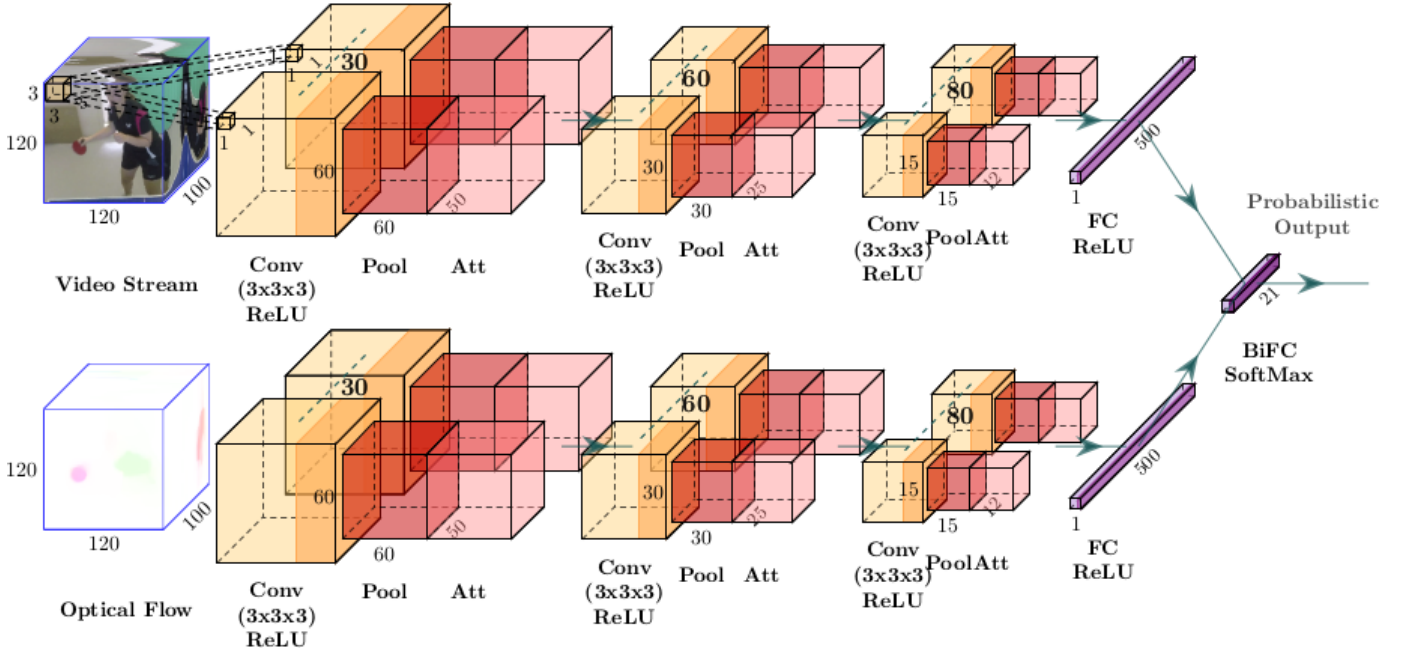 3
3
120
120
100
Video Stream
1
1
1
1
30
60
60
50
Conv
(3x3x3)
ReLU
Pool
Att
60
30
30
25
Conv
(3x3x3)
ReLU
Pool
Att
80
15
15
12
Conv
(3x3x3)
ReLU
Pool
Att
500
1
FC
ReLU
Probabilistic
Output
21
BiFC
SoftMax
120
120
100
Optical Flow
30
60
60
50
Conv
(3x3x3)
ReLU
Pool
Att
60
30
30
25
Conv
(3x3x3)
ReLU
Pool
Att
80
15
15
12
Conv
(3x3x3)
ReLU
Pool
Att
500
1
FC
ReLU